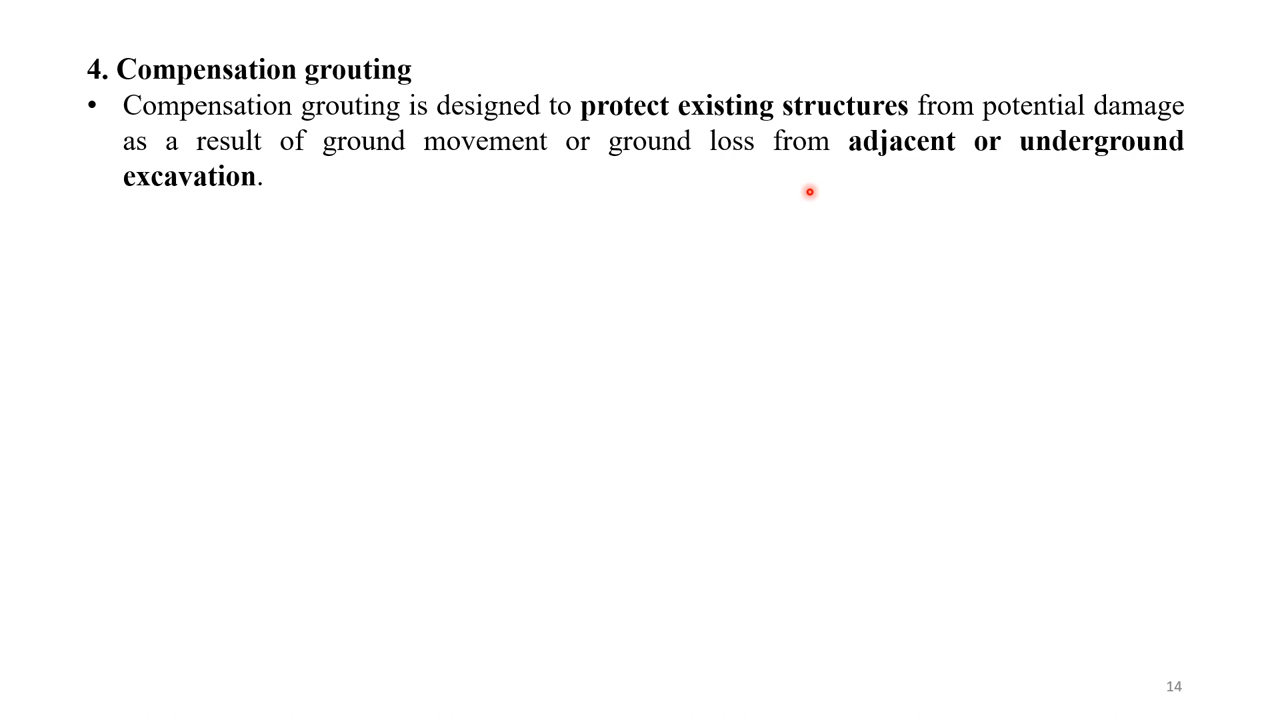 4. Compensation grouting
• Compensation grouting is designed to protect existing structures from potential damage
as a result of ground movement or ground loss from adjacent or underground
excavation.
14